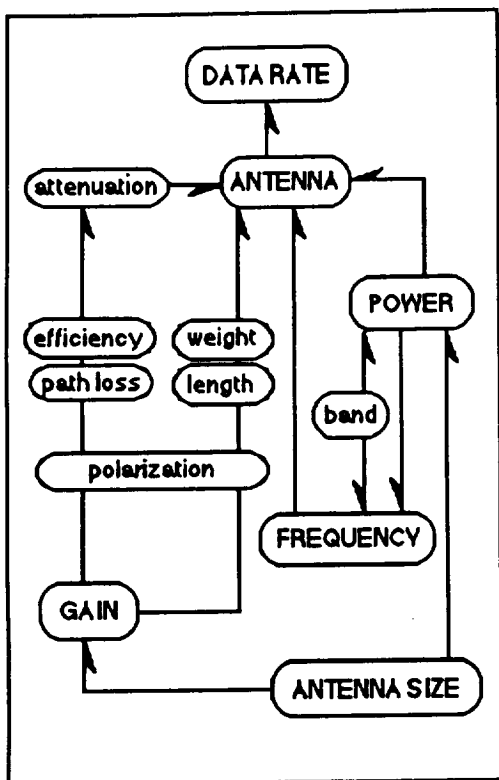 DATA RATE
attenuation
ANTENNA
POWER
efficiency
weight
path loss
length
band
polarization
FREQUENCY
GAIN
ANTENNA SIZE